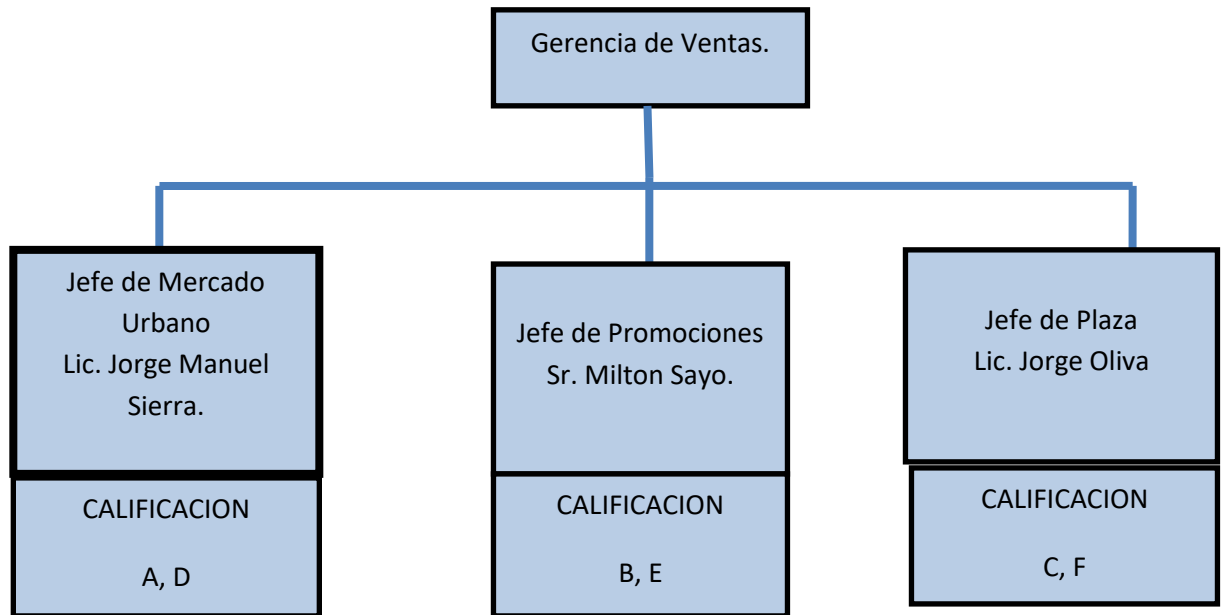 Gerencia de Ventas.
Jefe de Mercado
Urbano
Lic. Jorge Manuel
Sierra.
CALIFICACION
A, D
Jefe de Promociones
Sr. Milton Sayo.
CALIFICACION
B, E
Jefe de Plaza
Lic. Jorge Oliva
CALIFICACION
C, F